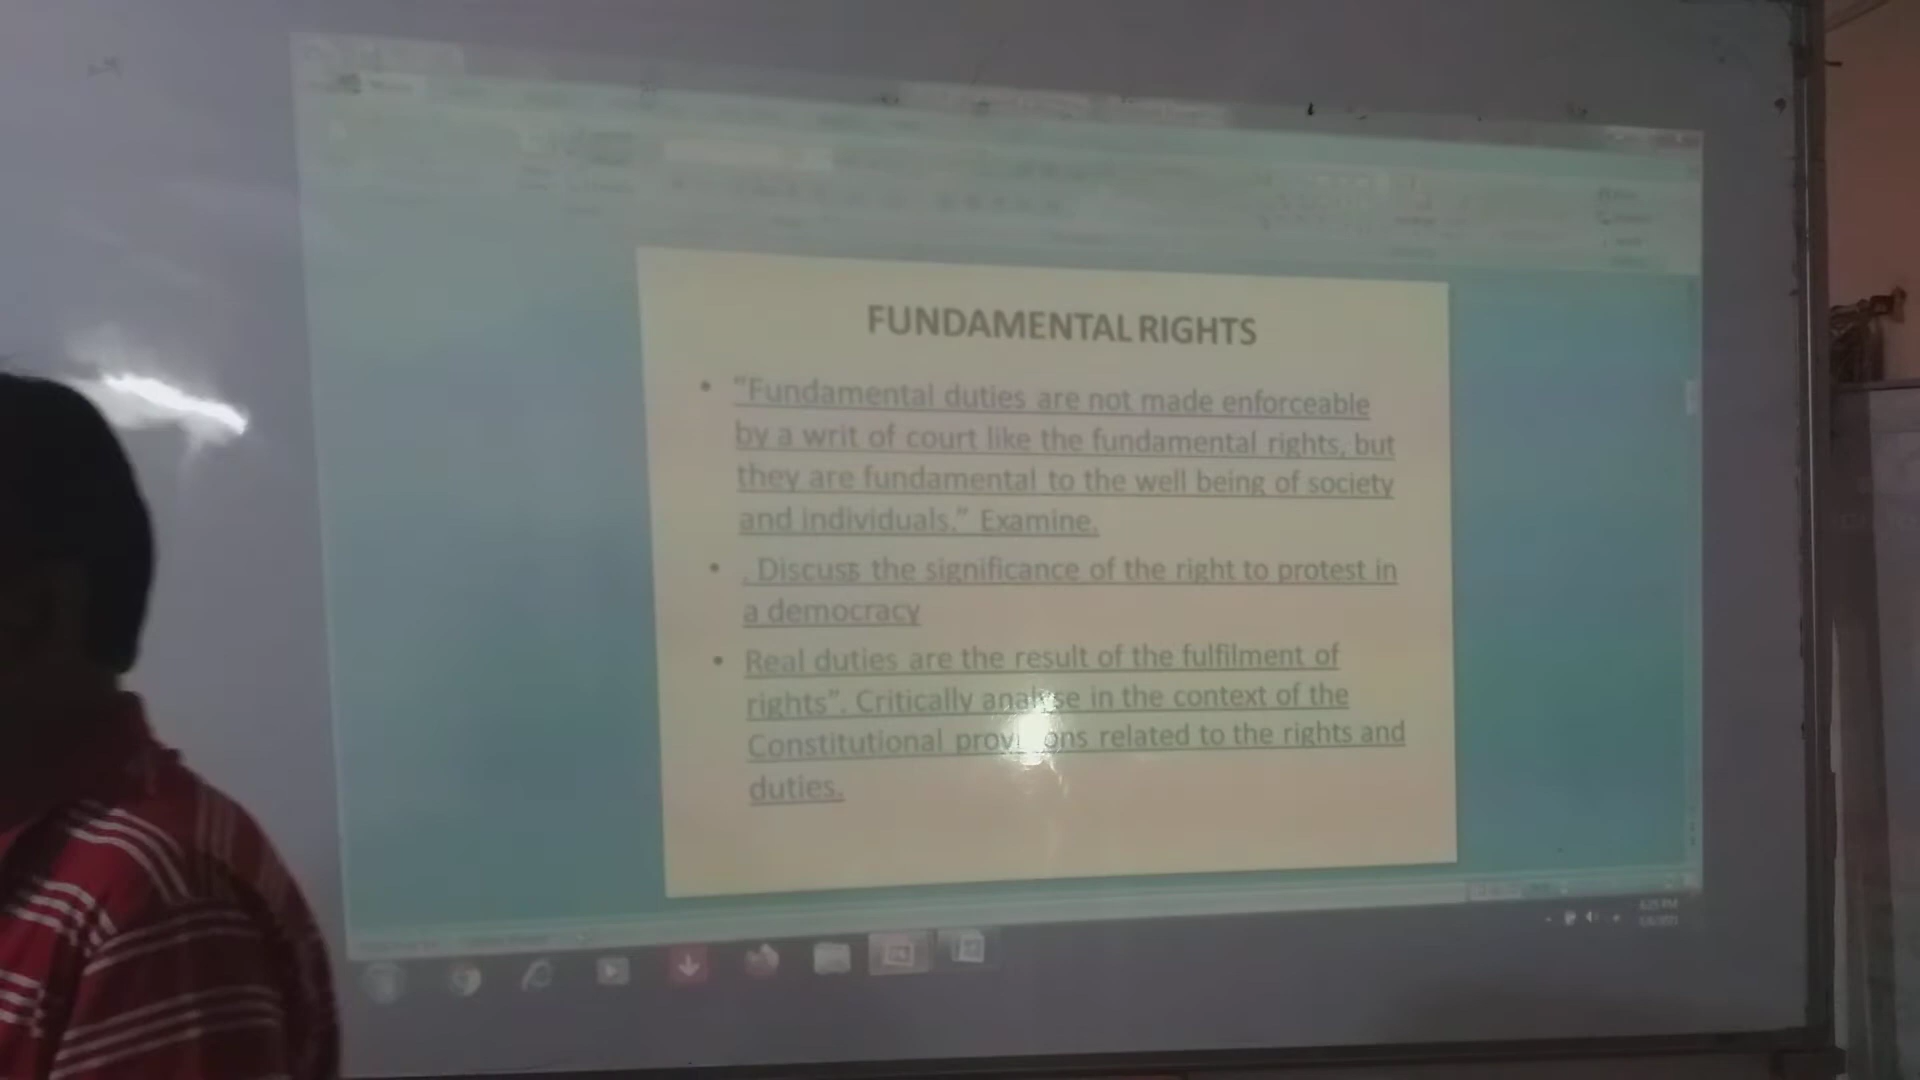 FUNDAMENTAL RIGHTS
• "Fundamental duties are not made enforceable
by a writ of court like the fundamental rights, but
they are fundamental to the well being of society
and individuals." Examine.
• . Discuss the significance of the right to protest in
a democracy
• Real duties are the result of the fulfilment of
rights". Critically analyse in the context of the
Constitutional provisions related to the rights and
duties.